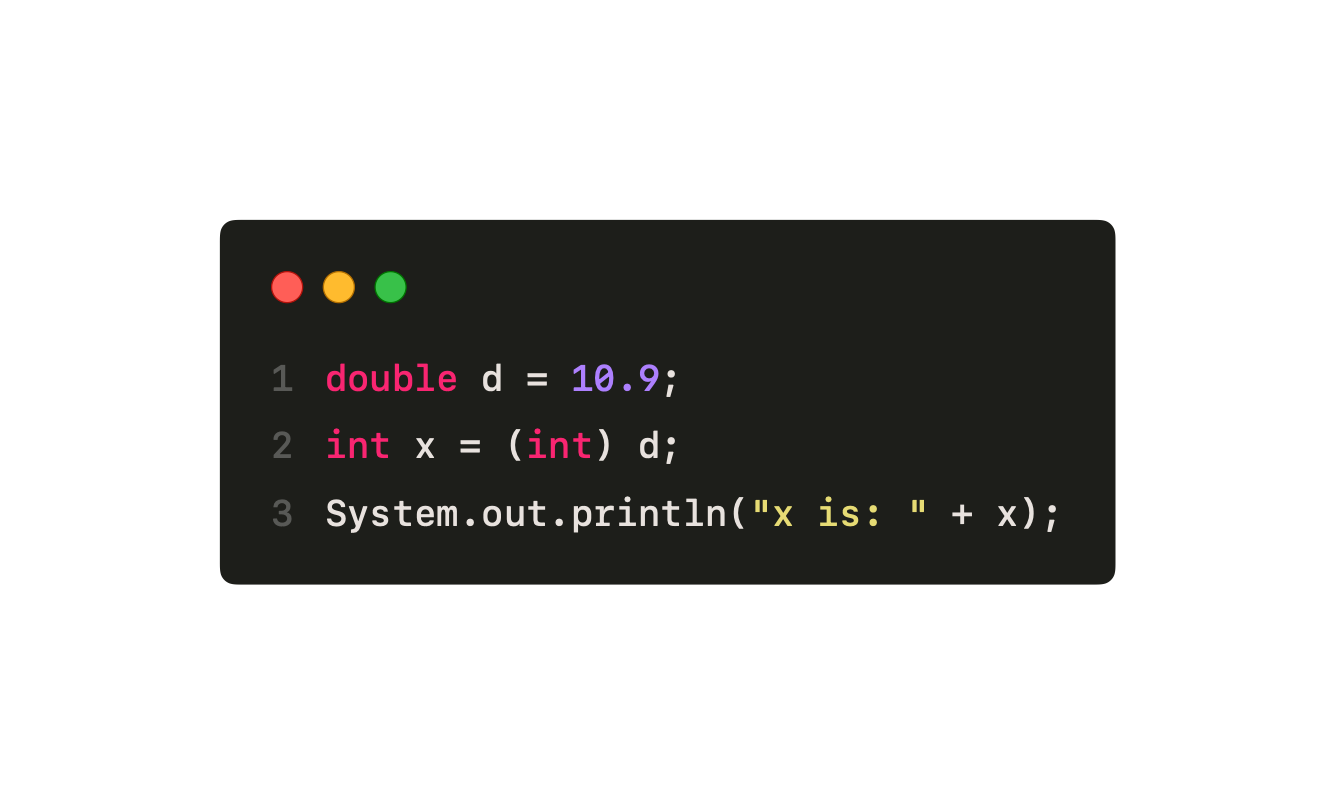 1 double d = 10.9;
2 int x = (int) d;
3 System.out.println("x is: " + x);